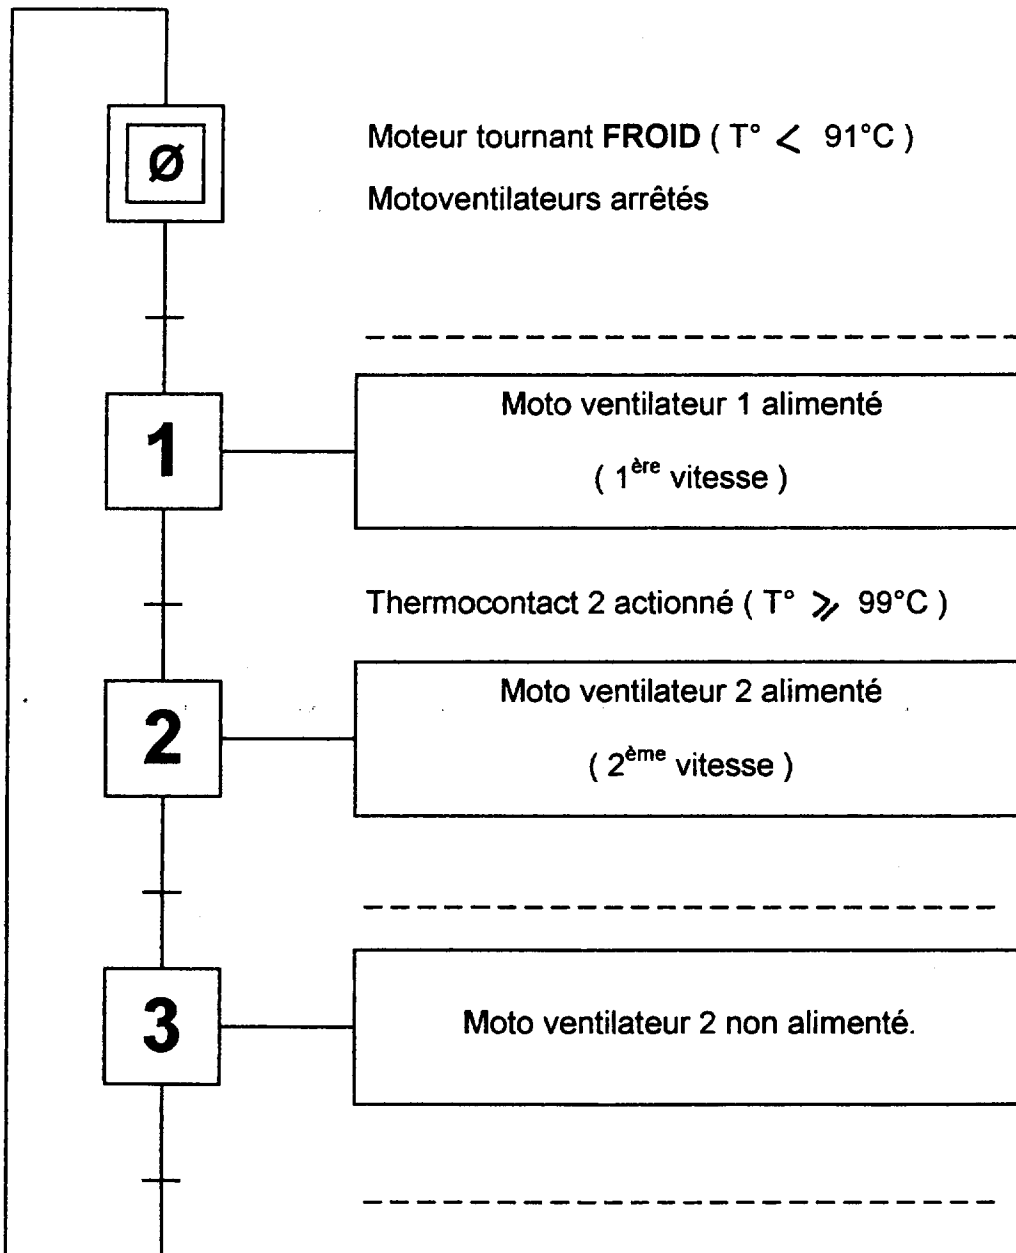 Ø
Moteur tournant FROID ( T° < 91°C )
Motoventilateurs arrêtés
1
Moto ventilateur 1 alimenté
( 1ère vitesse )
Thermocontact 2 actionné ( T° ⩾ 99°C )
2
Moto ventilateur 2 alimenté
( 2ème vitesse )
3
Moto ventilateur 2 non alimenté.